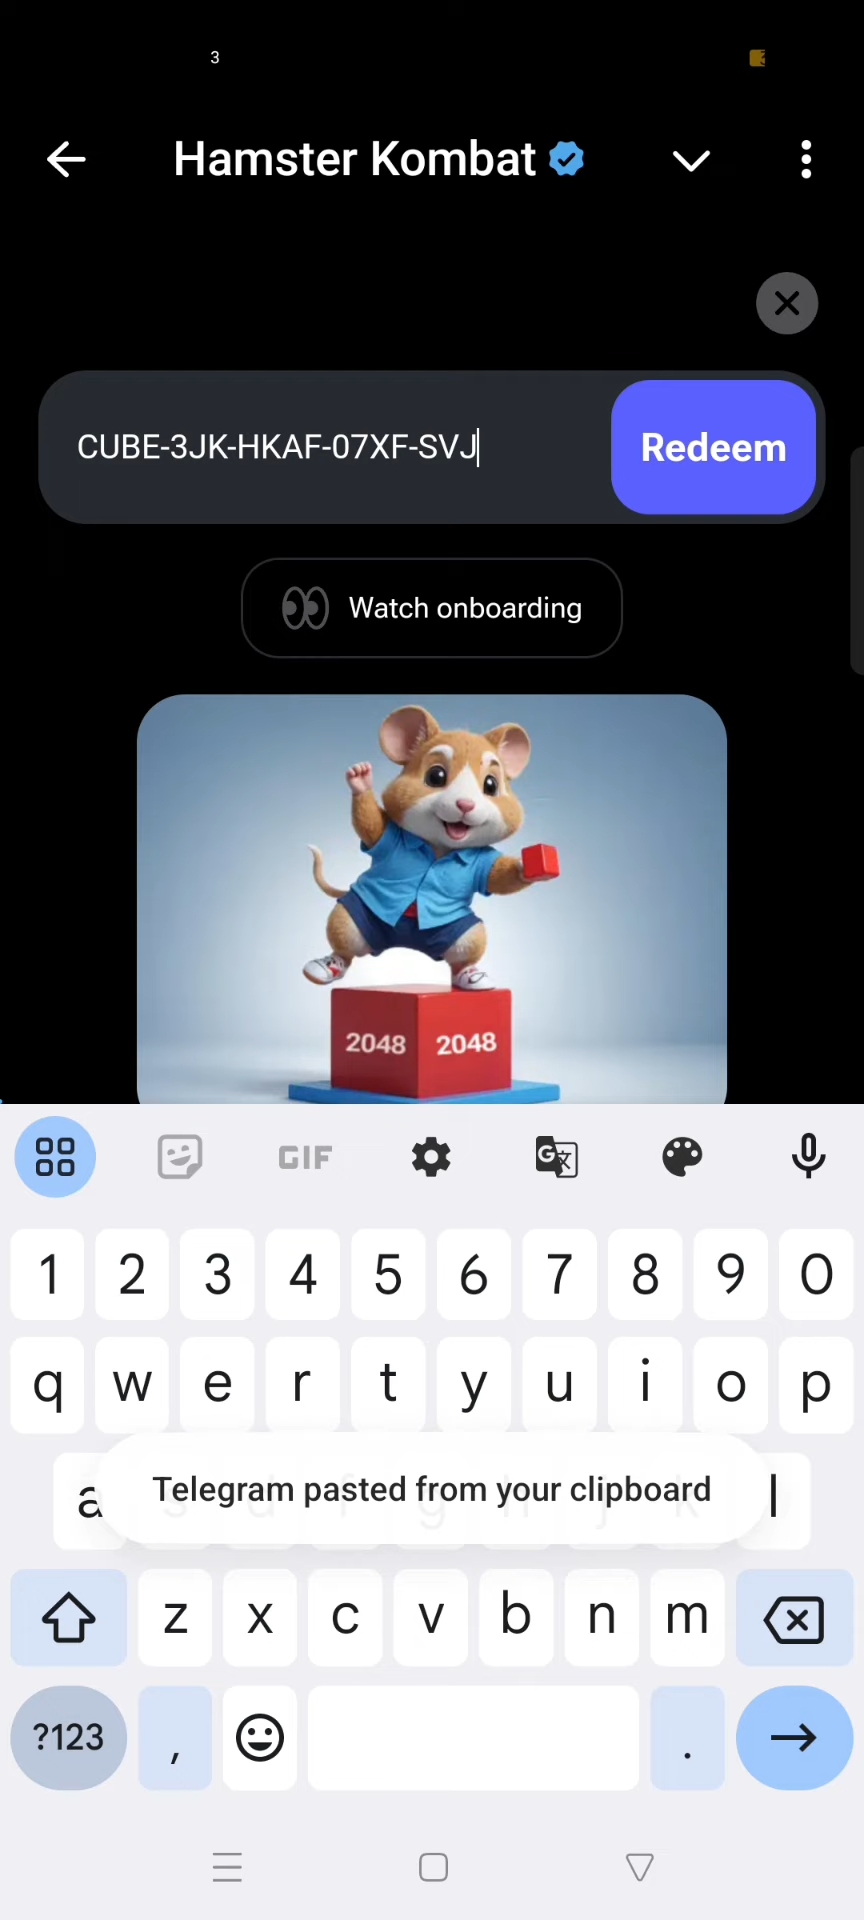 3
Hamster Kombat
CUBE-3JK-HKAF-07XF-SVJ
Redeem
Watch onboarding
2048 2048
GIF
1 2 3 4 5 6 7 8 9 0
q w e r t y u i o p
a l
Telegram pasted from your clipboard
z x c v b n m
?123 , .